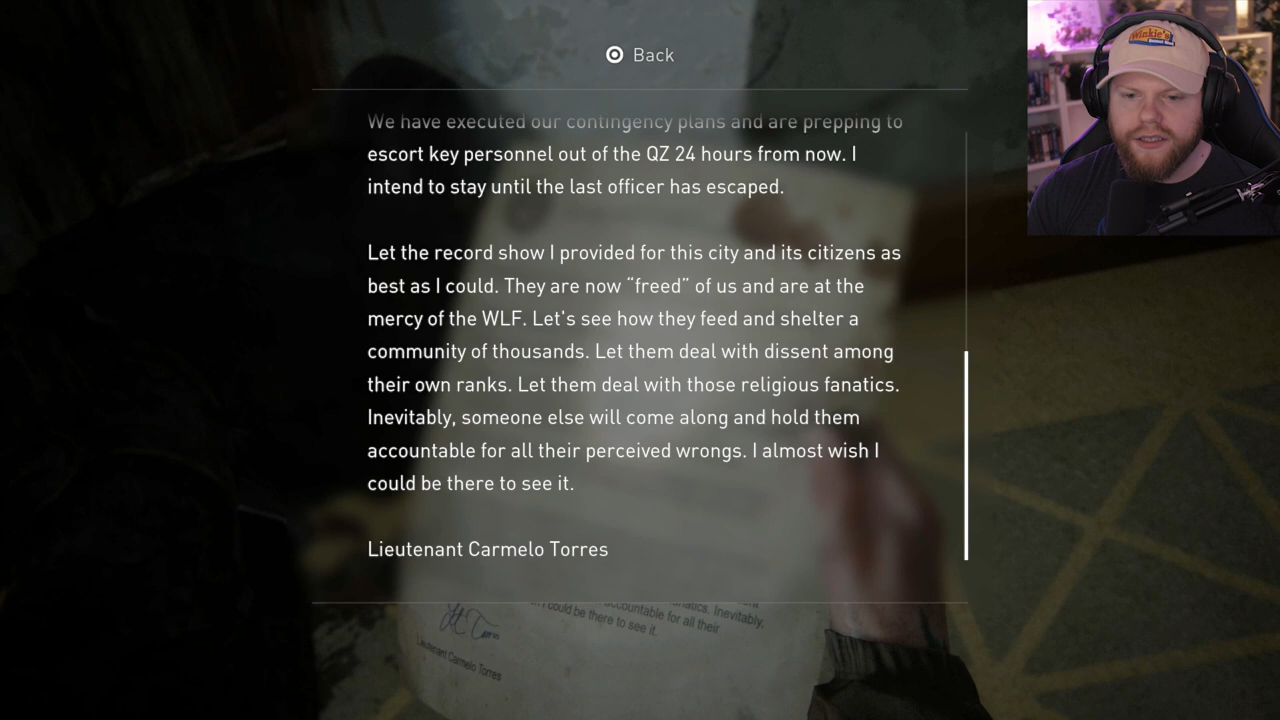 Back
We have executed our contingency plans and are prepping to
escort key personnel out of the QZ 24 hours from now. I
intend to stay until the last officer has escaped.
Let the record show I provided for this city and its citizens as
best as I could. They are now “freed” of us and are at the
mercy of the WLF. Let's see how they feed and shelter a
community of thousands. Let them deal with dissent among
their own ranks. Let them deal with those religious fanatics.
Inevitably, someone else will come along and hold them
accountable for all their perceived wrongs. I almost wish I
could be there to see it.
Lieutenant Carmelo Torres
Inevitably,
accountable for all their
could be there to see it.
Lieutenant Carmelo Torres
Winkie's